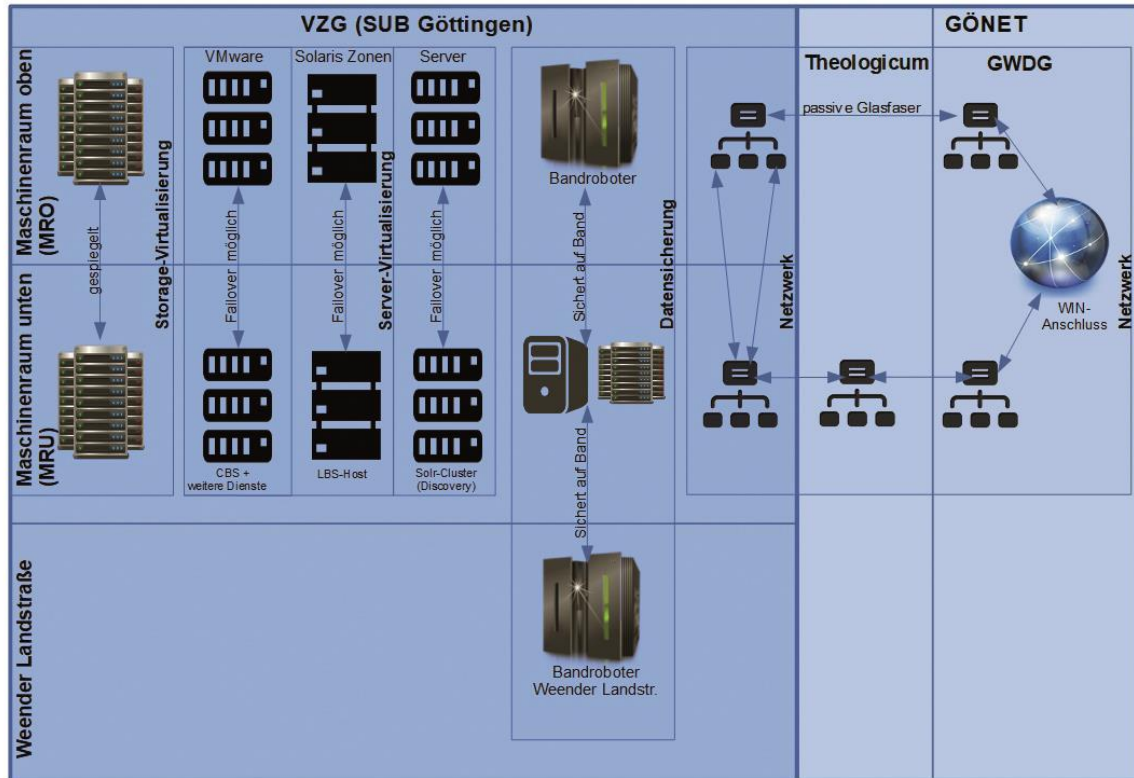 VZG (SUB Göttingen)
GÖNET
VMware
Solaris Zonen
Server
Theologicum
GWDG
Maschinenraum oben
(MRO)
Storage-Virtualisierung
Server-Virtualisierung
Bandroboter
passive Glasfaser
gespiegelt
Failover möglich
Failover möglich
Failover möglich
Sichert auf Band
Datensicherung
Netzwerk
WIN-
Anschluss
Netzwerk
Maschinenraum unten
(MRU)
CBS +
weitere Dienste
LBS-Host
Solr-Cluster
(Discovery)
Sichert auf Band
Weender Landstraße
Bandroboter
Weender Landstr.